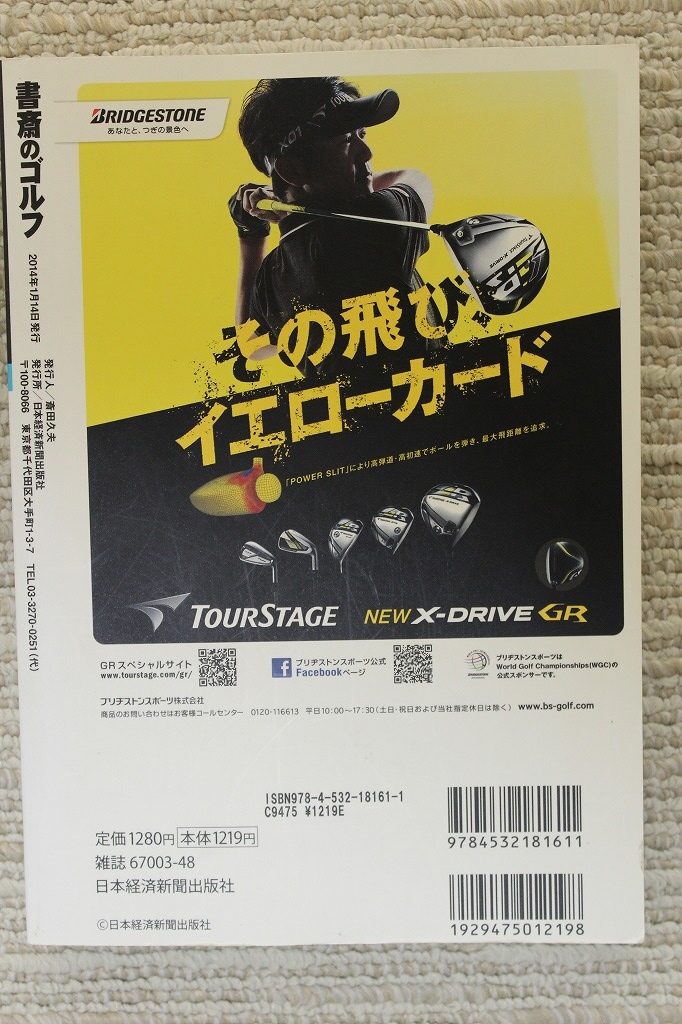 書斎のゴルフ
2014年1月14日発行
発行人／斎田久夫
発行所／日本経済新聞出版社
〒100-8066 東京都千代田区大手町1-3-7 TEL.03-3270-0251(代)
BRIDGESTONE
あなたと、つぎの景色へ
その飛び
イエローカード
「POWER SLIT」により高弾道・高初速でボールを弾き、最大飛距離を追求。
TOURSTAGE NEW X-DRIVE GR
GRスペシャルサイト
www.tourstage.com/gr/
ブリヂストンスポーツ公式
Facebookページ
ブリヂストンスポーツは
World Golf Championships(WGC)の
公式スポンサーです。
ブリヂストンスポーツ株式会社
商品のお問い合わせはお客様コールセンター 0120-116613 平日10:00〜17:30(土・祝日および当社指定休日は除く) www.bs-golf.com
ISBN978-4-532-18161-1
C9475 ¥1219E
定価1280円 本体1219円
雑誌 67003-48
日本経済新聞出版社
©日本経済新聞出版社
9784532181611
1929475012198